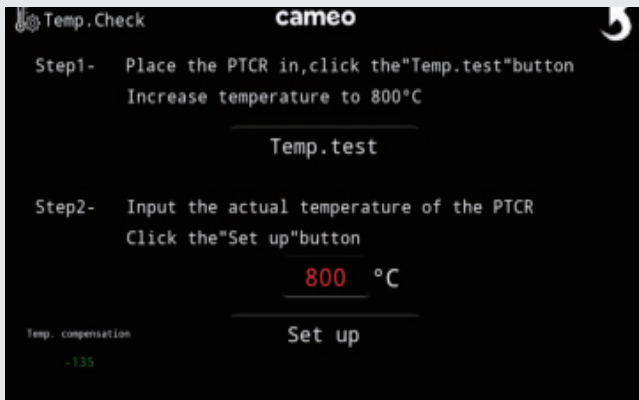 Temp.Check
cameo
Step1- Place the PTCR in,click the"Temp.test"button
Increase temperature to 800°C
Temp.test
Step2- Input the actual temperature of the PTCR
Click the"Set up"button
800 °C
Temp. compensation
Set up
-135